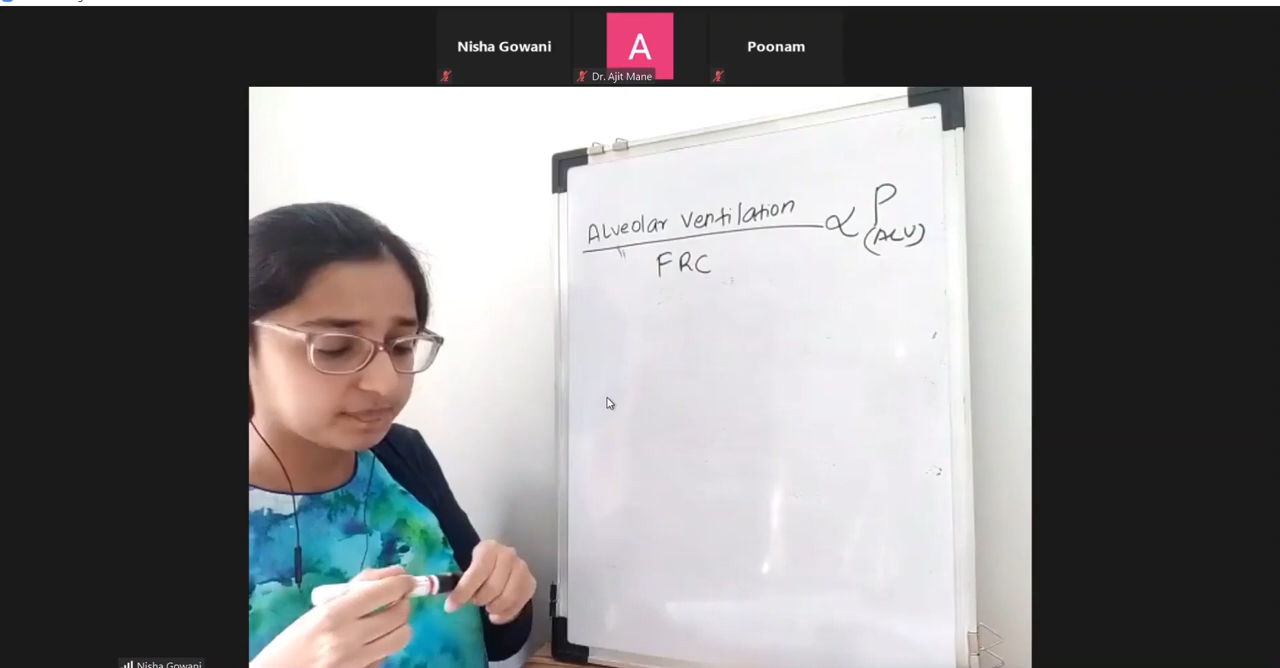 Nisha Gowani
A
Poonam
Dr. Ajit Mane
Alveolar Ventilation ∝ P
(ALV)
FRC
Nisha Gowani